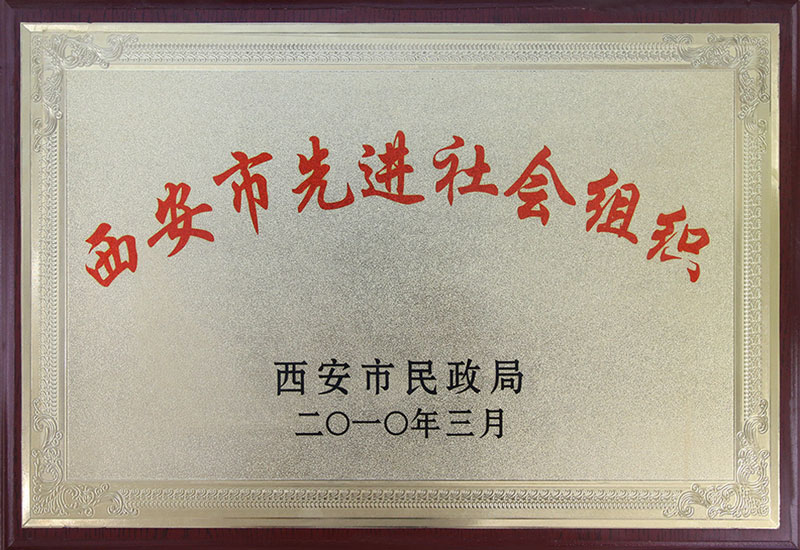 西安市先进社会组织
西安市民政局
二〇一〇年三月